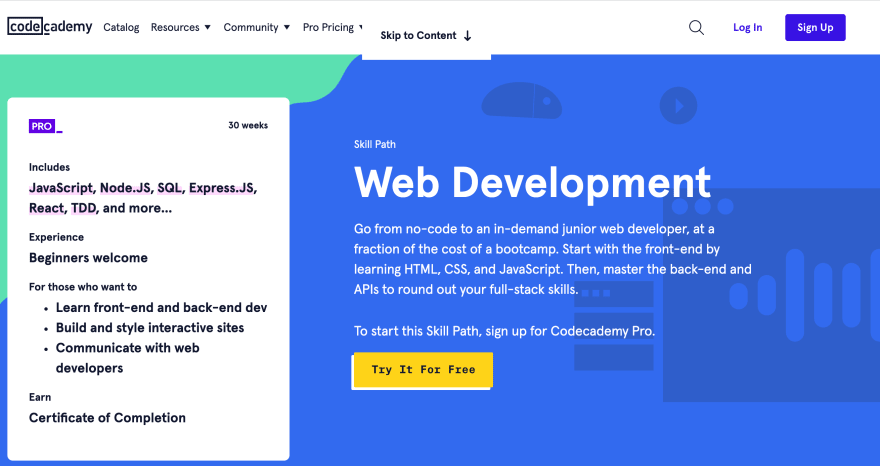 codecademy Catalog Resources Community Pro Pricing Skip to Content Log In Sign Up
PRO 30 weeks
Includes
JavaScript, Node.JS, SQL, Express.JS,
React, TDD, and more...
Experience
Beginners welcome
For those who want to
• Learn front-end and back-end dev
• Build and style interactive sites
• Communicate with web
developers
Earn
Certificate of Completion
Skill Path
Web Development
Go from no-code to an in-demand junior web developer, at a
fraction of the cost of a bootcamp. Start with the front-end by
learning HTML, CSS, and JavaScript. Then, master the back-end and
APIs to round out your full-stack skills.
To start this Skill Path, sign up for Codecademy Pro.
Try It For Free